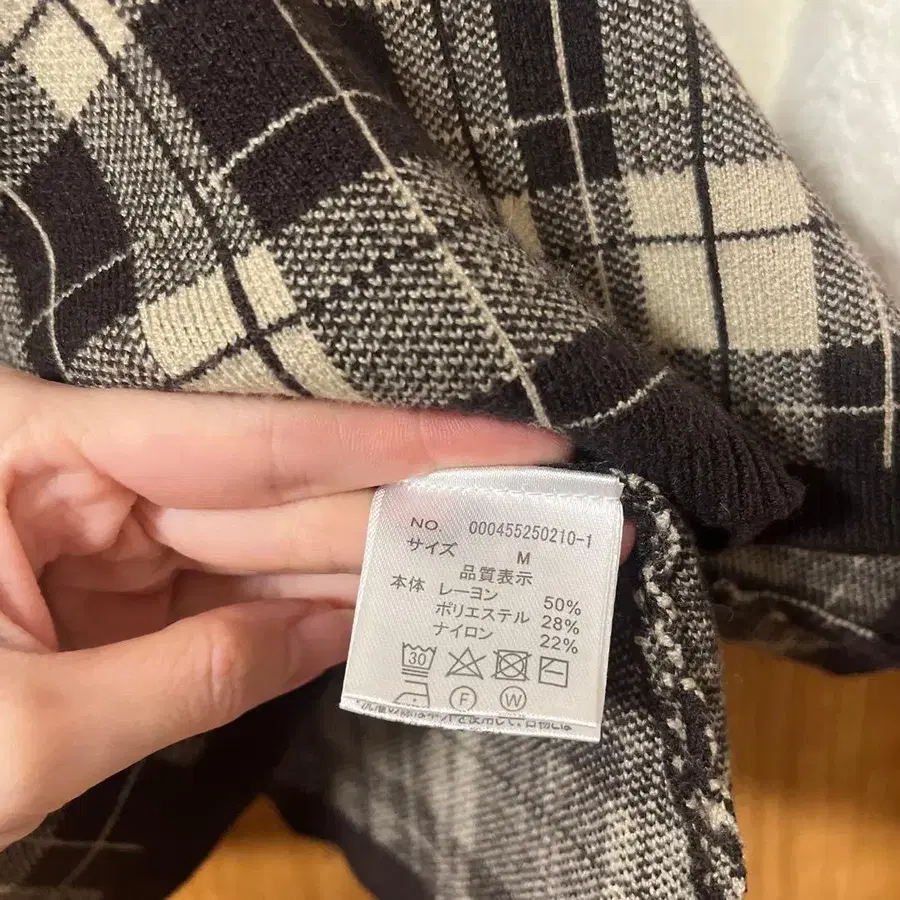 NO. 000455250210-1
サイズ M
品質表示
本体 レーヨン 50%
ポリエステル 28%
ナイロン 22%
30
F W